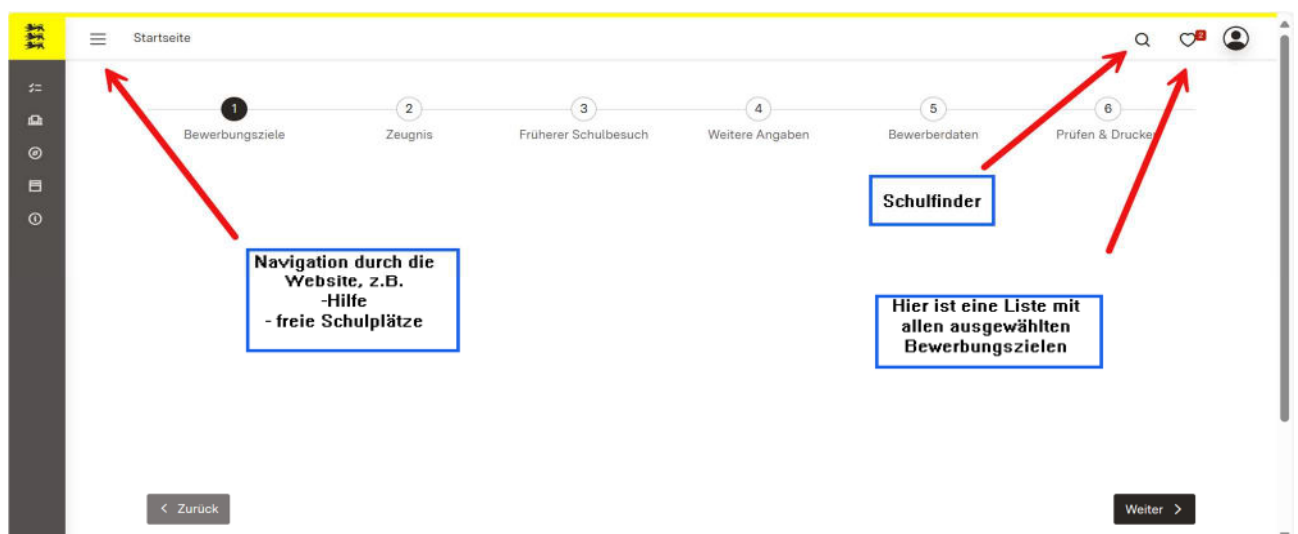 Startseite
2
1
2
3
4
5
6
Bewerbungsziele
Zeugnis
Früherer Schulbesuch
Weitere Angaben
Bewerberdaten
Prüfen & Drucken
Schulfinder
Navigation durch die
Website, z.B.
-Hilfe
- freie Schulplätze
Hier ist eine Liste mit
allen ausgewählten
Bewerbungszielen
Zurück
Weiter